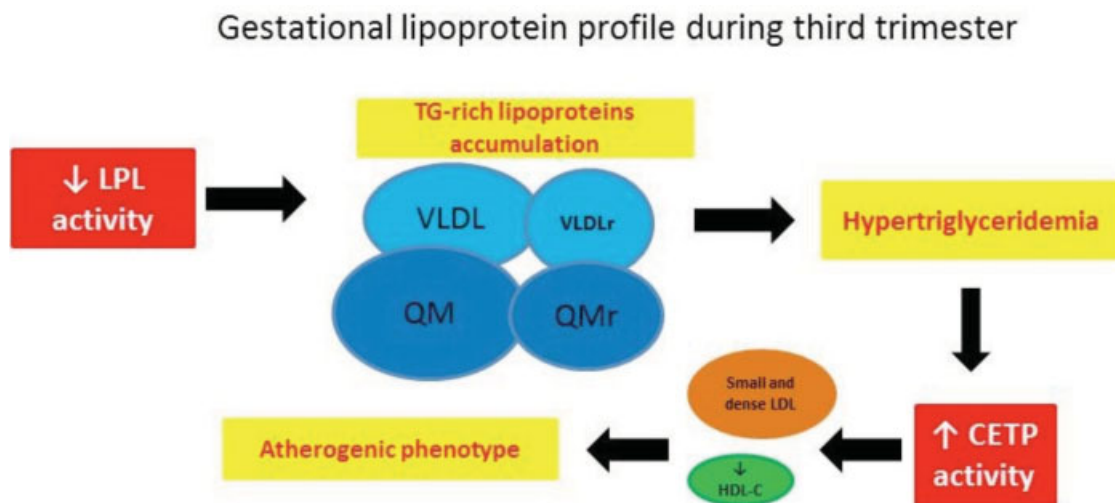 Gestational lipoprotein profile during third trimester
TG-rich lipoproteins
accumulation
↓ LPL
activity
VLDL
VLDLr
Hypertriglyceridemia
QM
QMr
Small and
dense LDL
↑ CETP
activity
Atherogenic phenotype
↓
HDL-C